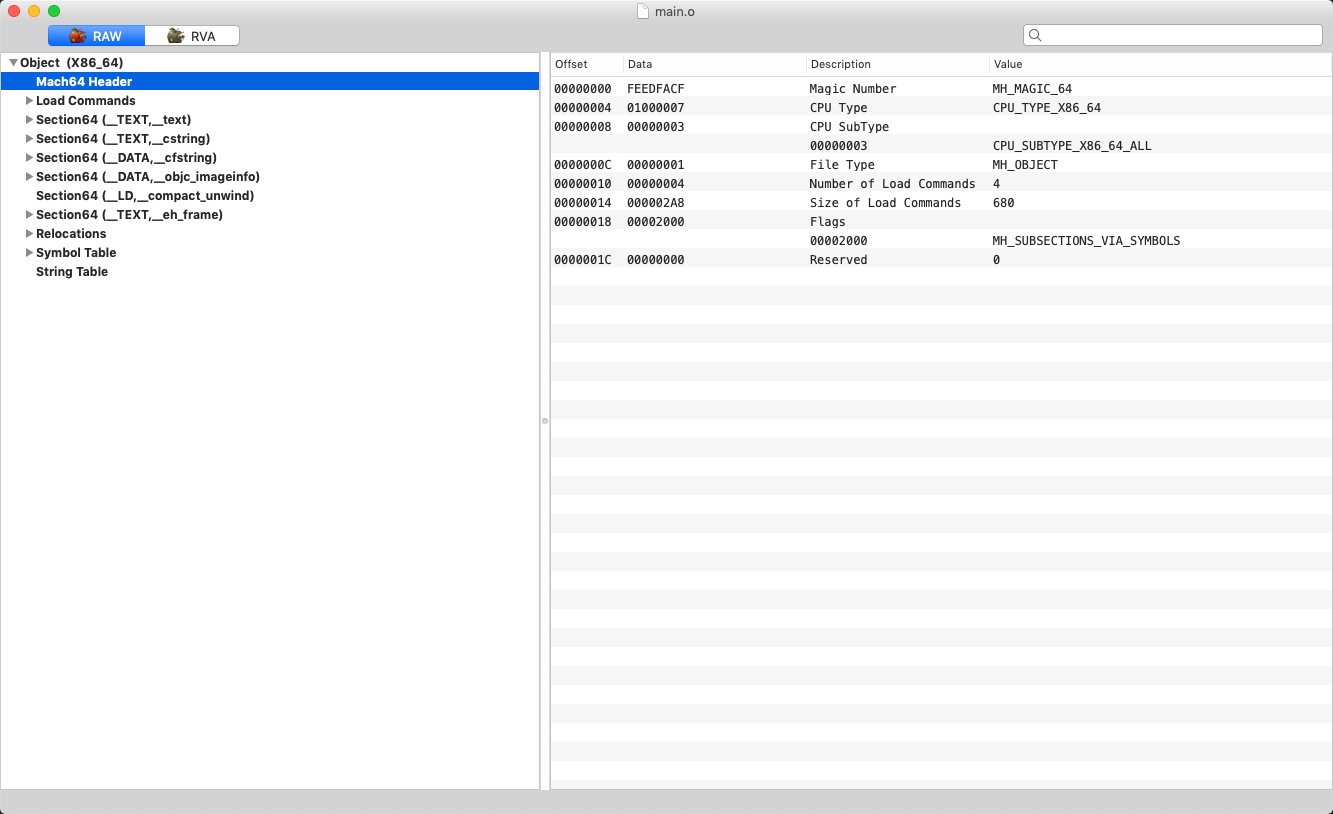 main.o
RAW RVA
Object (X86_64)
Mach64 Header
Load Commands
Section64 (__TEXT,__text)
Section64 (__TEXT,__cstring)
Section64 (__DATA,__cfstring)
Section64 (__DATA,__objc_imageinfo)
Section64 (__LD,__compact_unwind)
Section64 (__TEXT,__eh_frame)
Relocations
Symbol Table
String Table
Offset Data Description Value
00000000 FEEDFACF Magic Number MH_MAGIC_64
00000004 01000007 CPU Type CPU_TYPE_X86_64
00000008 00000003 CPU SubType
00000003 CPU_SUBTYPE_X86_64_ALL
0000000C 00000001 File Type MH_OBJECT
00000010 00000004 Number of Load Commands 4
00000014 000002A8 Size of Load Commands 680
00000018 00002000 Flags
00002000 MH_SUBSECTIONS_VIA_SYMBOLS
0000001C 00000000 Reserved 0